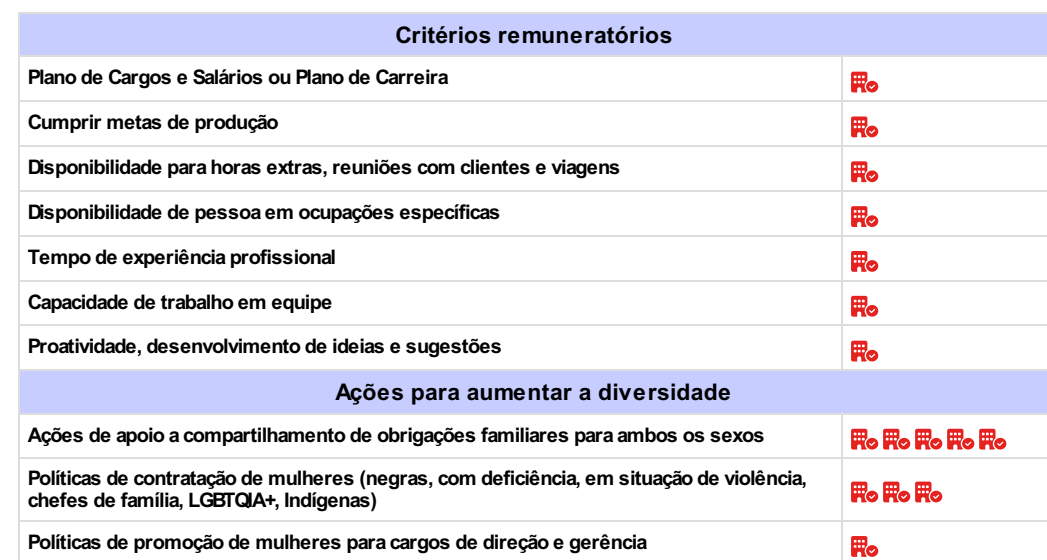 Critérios remuneratórios
Plano de Cargos e Salários ou Plano de Carreira
Cumprir metas de produção
Disponibilidade para horas extras, reuniões com clientes e viagens
Disponibilidade de pessoa em ocupações específicas
Tempo de experiência profissional
Capacidade de trabalho em equipe
Proatividade, desenvolvimento de ideias e sugestões
Ações para aumentar a diversidade
Ações de apoio a compartilhamento de obrigações familiares para ambos os sexos
Políticas de contratação de mulheres (negras, com deficiência, em situação de violência,
chefes de família, LGBTQIA+, Indígenas)
Políticas de promoção de mulheres para cargos de direção e gerência